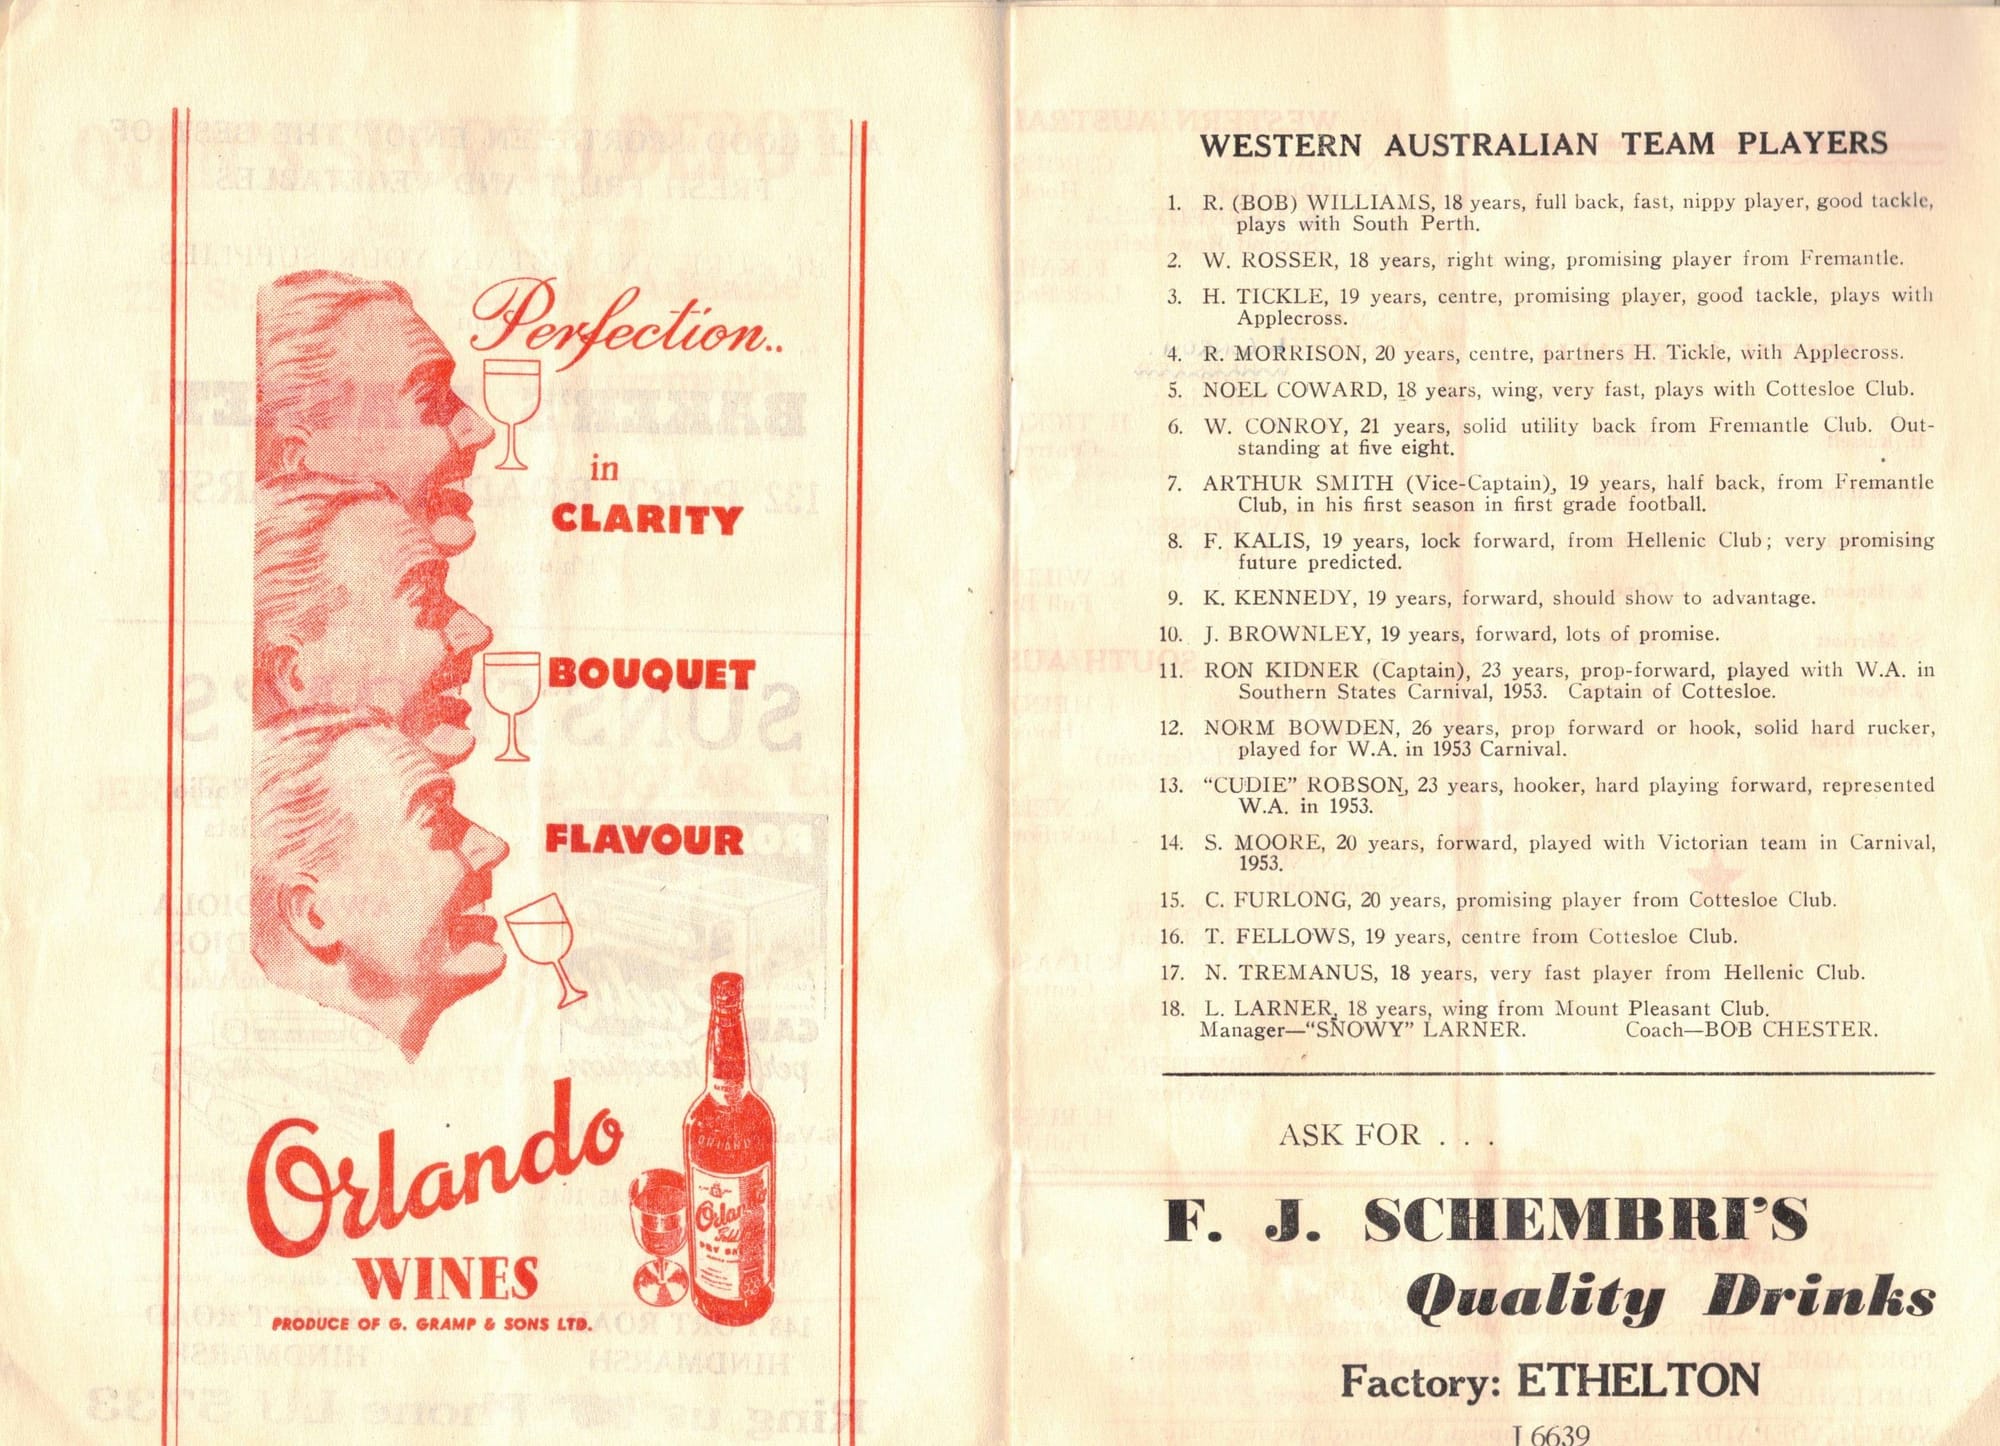 Perfection..
in
CLARITY
BOUQUET
FLAVOUR
Orlando
WINES
PRODUCE OF G. GRAMP & SONS LTD.
WESTERN AUSTRALIAN TEAM PLAYERS
1. R. (BOB) WILLIAMS, 18 years, full back, fast, nippy player, good tackle,
plays with South Perth.
2. W. ROSSER, 18 years, right wing, promising player from Fremantle.
3. H. TICKLE, 19 years, centre, promising player, good tackle, plays with
Applecross.
4. R. MORRISON, 20 years, centre, partners H. Tickle, with Applecross.
5. NOEL COWARD, 18 years, wing, very fast, plays with Cottesloe Club.
6. W. CONROY, 21 years, solid utility back from Fremantle Club. Out-
standing at five eight.
7. ARTHUR SMITH (Vice-Captain), 19 years, half back, from Fremantle
Club, in his first season in first grade football.
8. F. KALIS, 19 years, lock forward, from Hellenic Club; very promising
future predicted.
9. K. KENNEDY, 19 years, forward, should show to advantage.
10. J. BROWNLEY, 19 years, forward, lots of promise.
11. RON KIDNER (Captain), 23 years, prop-forward, played with W.A. in
Southern States Carnival, 1953. Captain of Cottesloe.
12. NORM BOWDEN, 26 years, prop forward or hook, solid hard rucker,
played for W.A. in 1953 Carnival.
13. "CUDIE" ROBSON, 23 years, hooker, hard playing forward, represented
W.A. in 1953.
14. S. MOORE, 20 years, forward, played with Victorian team in Carnival,
1953.
15. C. FURLONG, 20 years, promising player from Cottesloe Club.
16. T. FELLOWS, 19 years, centre from Cottesloe Club.
17. N. TREMANUS, 18 years, very fast player from Hellenic Club.
18. L. LARNER, 18 years, wing from Mount Pleasant Club.
Manager—"SNOWY" LARNER. Coach—BOB CHESTER.
ASK FOR . . .
F. J. SCHEMBRI'S
Quality Drinks
Factory: ETHELTON
J 6639